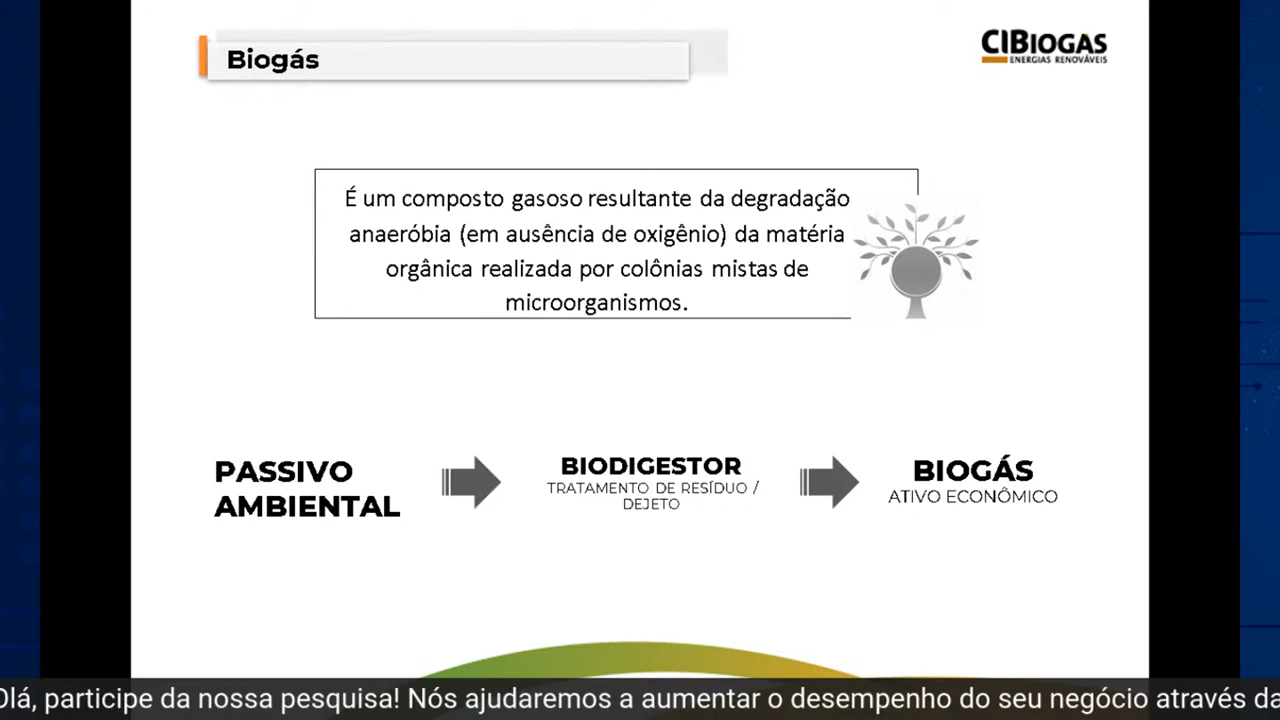 Biogás
CIBIOGAS
ENERGIAS RENOVÁVEIS
É um composto gasoso resultante da degradação
anaeróbia (em ausência de oxigênio) da matéria
orgânica realizada por colônias mistas de
microorganismos.
PASSIVO
AMBIENTAL
BIODIGESTOR
TRATAMENTO DE RESÍDUO /
DEJETO
BIOGÁS
ATIVO ECONÔMICO
Olá, participe da nossa pesquisa! Nós ajudaremos a aumentar o desempenho do seu negócio através da